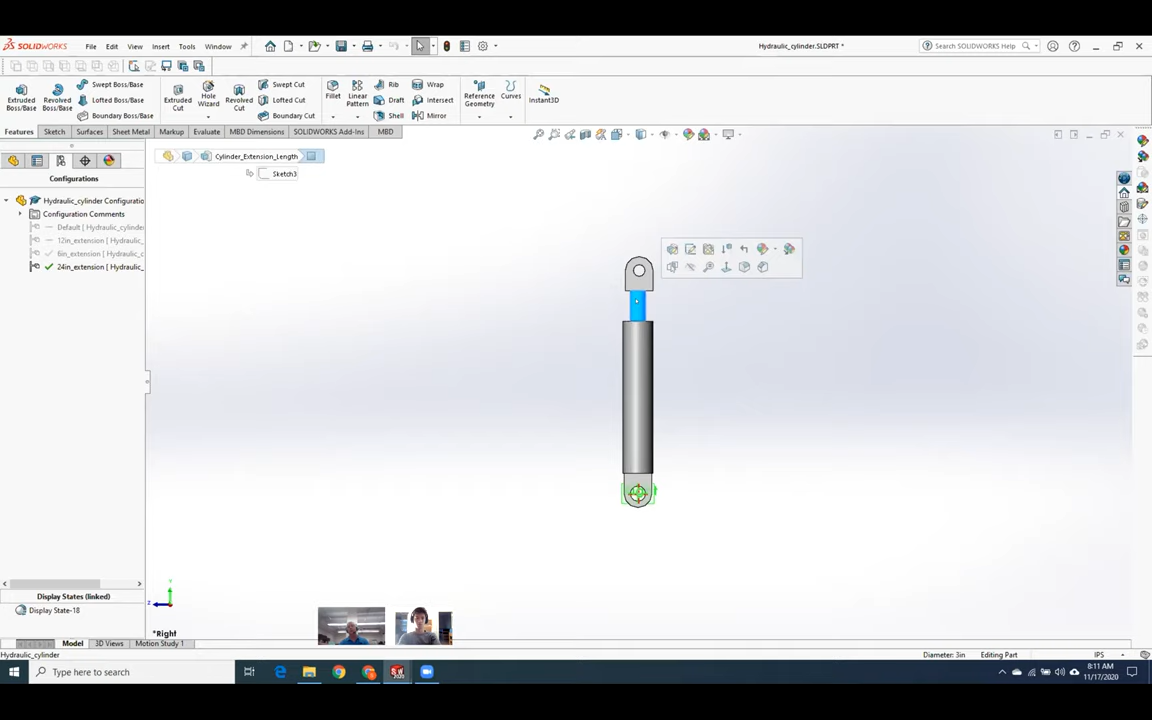 SOLIDWORKS File Edit View Insert Tools Window Hydraulic_cylinder.SLDPRT * Search SOLIDWORKS Help
Extruded Boss/Base
Revolved Boss/Base
Swept Boss/Base
Lofted Boss/Base
Boundary Boss/Base
Extruded Cut
Hole Wizard
Revolved Cut
Swept Cut
Lofted Cut
Boundary Cut
Fillet
Linear Pattern
Rib
Draft
Shell
Wrap
Intersect
Mirror
Reference Geometry
Curves
Instant3D
Features Sketch Surfaces Sheet Metal Markup Evaluate MBD Dimensions SOLIDWORKS Add-Ins MBD
Cylinder_Extension_Length
Sketch3
Configurations
Hydraulic_cylinder Configuratio
Configuration Comments
Default [ Hydraulic_cylinder
12in_extension [ Hydraulic_
6in_extension [ Hydraulic_c
24in_extension [ Hydraulic_
Display States (linked)
Display State-18
Y
Z
*Right
Model 3D Views Motion Study 1
Hydraulic_cylinder Diameter: 3in Editing Part IPS
Type here to search
8:11 AM
11/17/2020